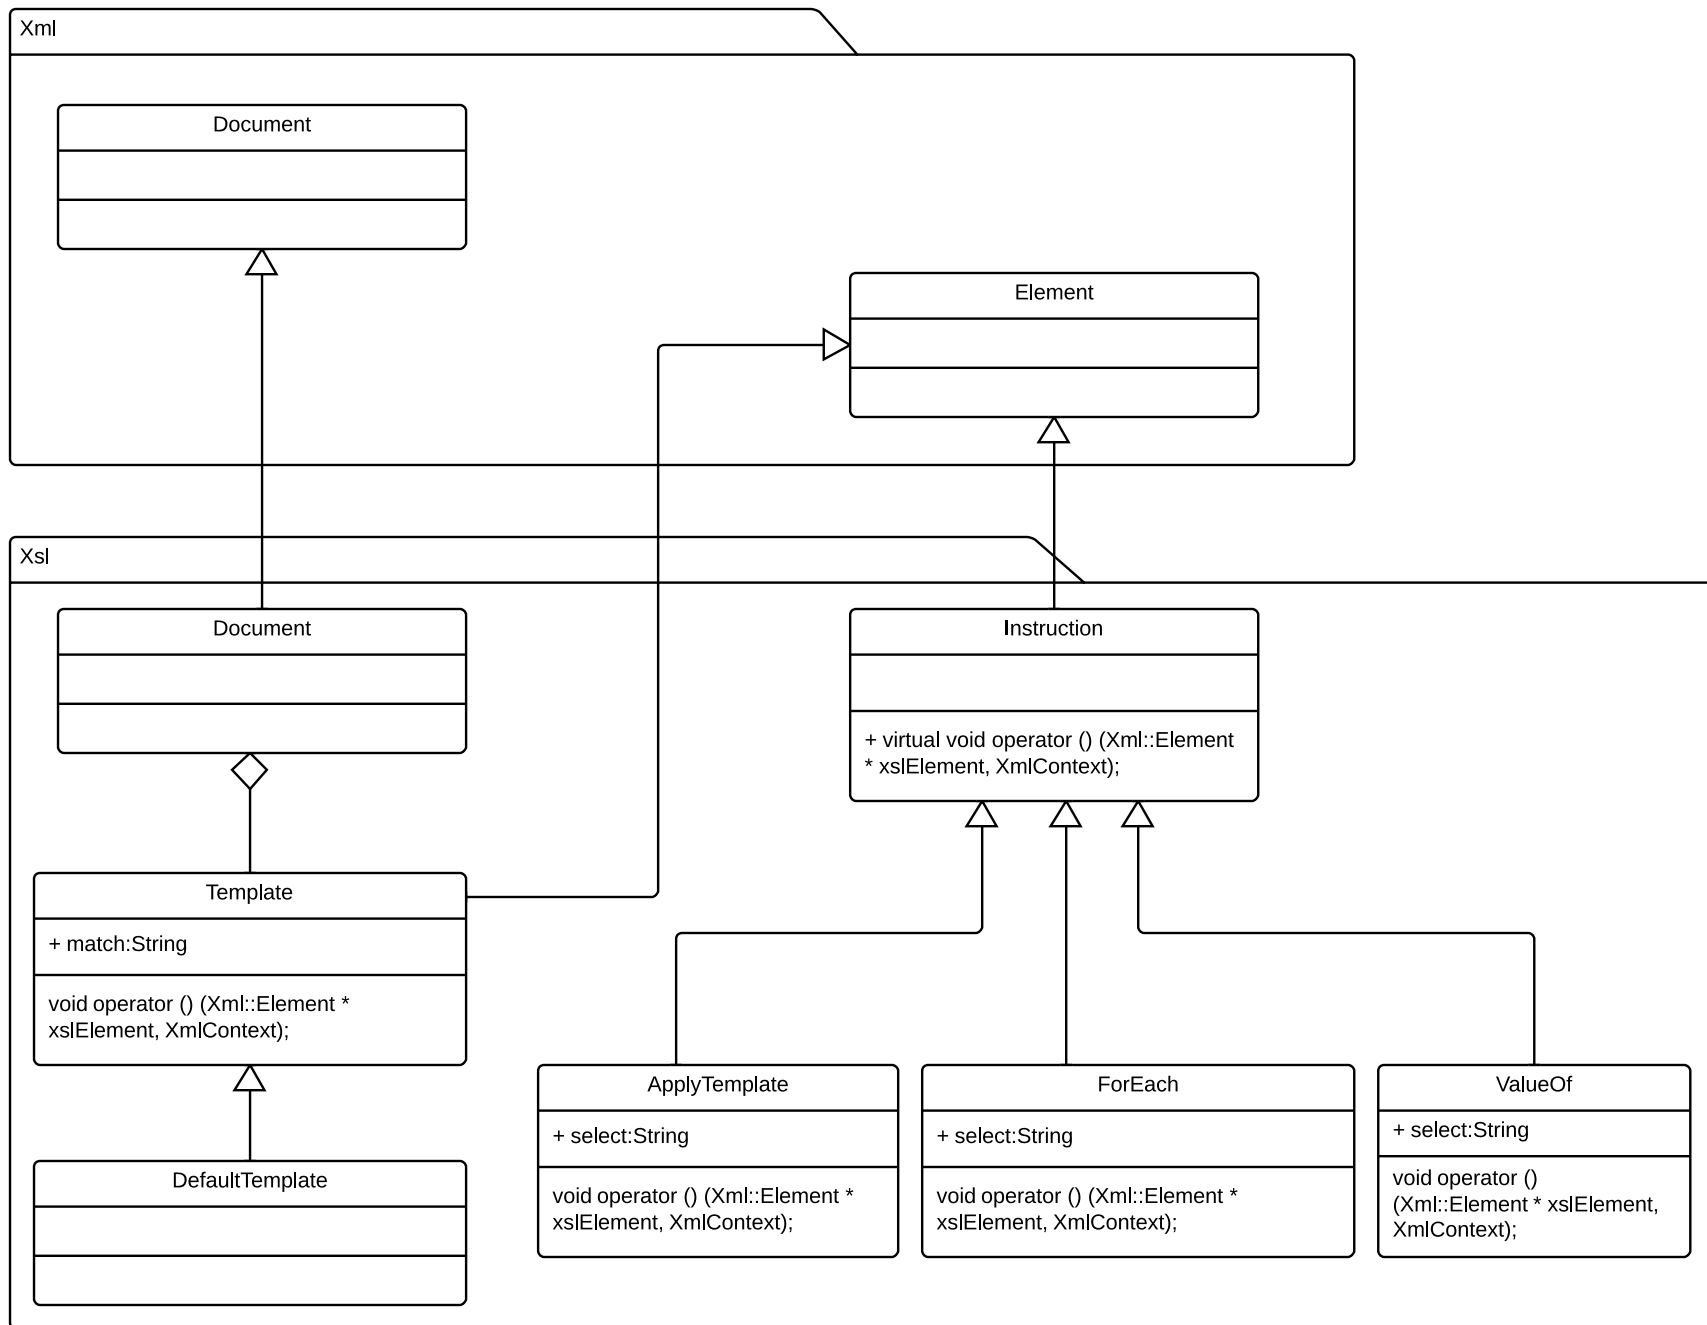 Xml
Document
Element
Xsl
Document
Instruction
+ virtual void operator () (Xml::Element
* xslElement, XmlContext);
Template
+ match:String
void operator () (Xml::Element *
xslElement, XmlContext);
ApplyTemplate
+ select:String
void operator () (Xml::Element *
xslElement, XmlContext);
ForEach
+ select:String
void operator () (Xml::Element *
xslElement, XmlContext);
ValueOf
+ select:String
void operator ()
(Xml::Element * xslElement,
XmlContext);
DefaultTemplate